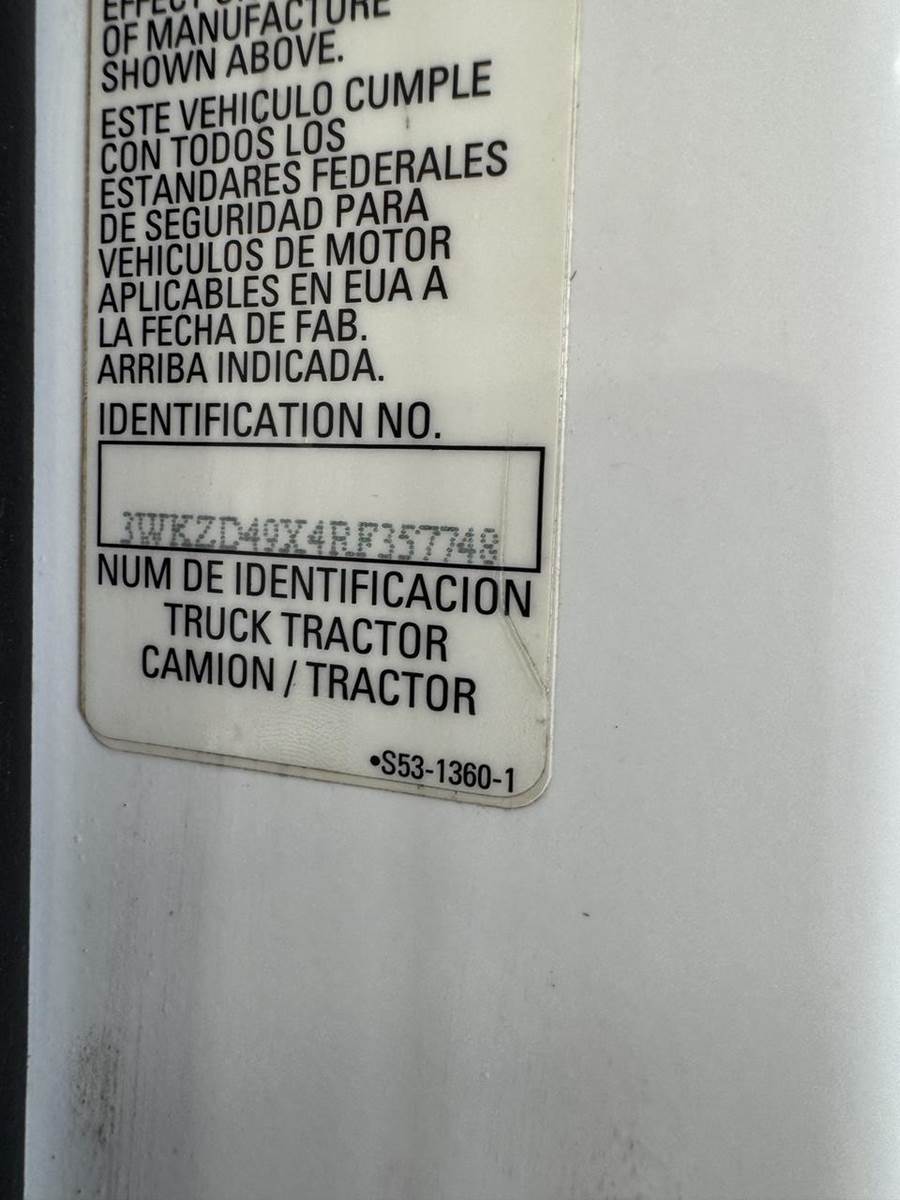 EFFECT
OF MANUFACTURE
SHOWN ABOVE.
ESTE VEHICULO CUMPLE
CON TODOS LOS
ESTANDARES FEDERALES
DE SEGURIDAD PARA
VEHICULOS DE MOTOR
APLICABLES EN EUA A
LA FECHA DE FAB.
ARRIBA INDICADA.
IDENTIFICATION NO.
3WKZD49X4RF357748
NUM DE IDENTIFICACION
TRUCK TRACTOR
CAMION / TRACTOR
•S53-1360-1